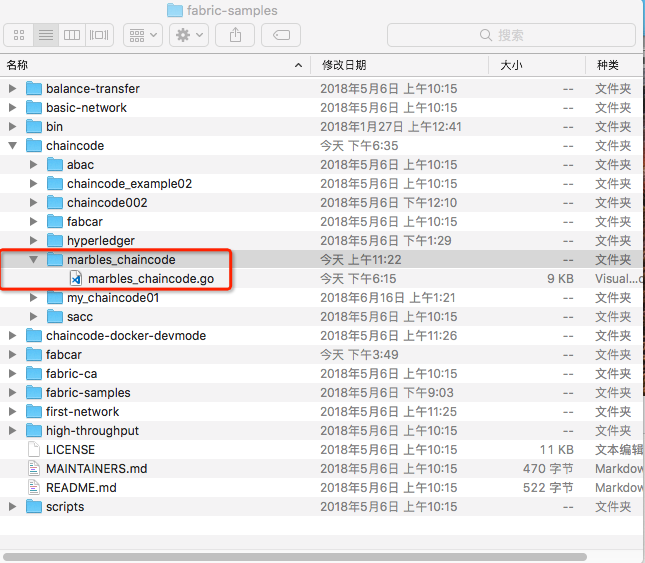 fabric-samples
搜索
名称 修改日期 大小 种类
balance-transfer 2018年5月6日 上午10:15 -- 文件夹
basic-network 2018年5月6日 上午10:15 -- 文件夹
bin 2018年1月27日 上午12:41 -- 文件夹
chaincode 今天 下午6:35 -- 文件夹
abac 2018年5月6日 上午10:15 -- 文件夹
chaincode_example02 2018年5月6日 上午10:15 -- 文件夹
chaincode002 2018年5月6日 下午12:10 -- 文件夹
fabcar 2018年5月6日 上午10:15 -- 文件夹
hyperledger 2018年5月6日 下午1:29 -- 文件夹
marbles_chaincode 今天 上午11:22 -- 文件夹
marbles_chaincode.go 今天 下午6:15 9 KB Visual...c
my_chaincode01 2018年6月16日 上午1:21 -- 文件夹
sacc 2018年5月6日 上午10:15 -- 文件夹
chaincode-docker-devmode 2018年5月6日 上午11:26 -- 文件夹
fabcar 今天 下午3:49 -- 文件夹
fabric-ca 2018年5月6日 上午10:15 -- 文件夹
fabric-samples 2018年5月6日 下午9:03 -- 文件夹
first-network 2018年5月6日 上午11:25 -- 文件夹
high-throughput 2018年5月6日 上午10:15 -- 文件夹
LICENSE 2018年5月6日 上午10:15 11 KB 文本编辑
MAINTAINERS.md 2018年5月6日 上午10:15 470 字节 Markdow
README.md 2018年5月6日 上午10:15 522 字节 Markdow
scripts 2018年5月6日 上午10:15 -- 文件夹